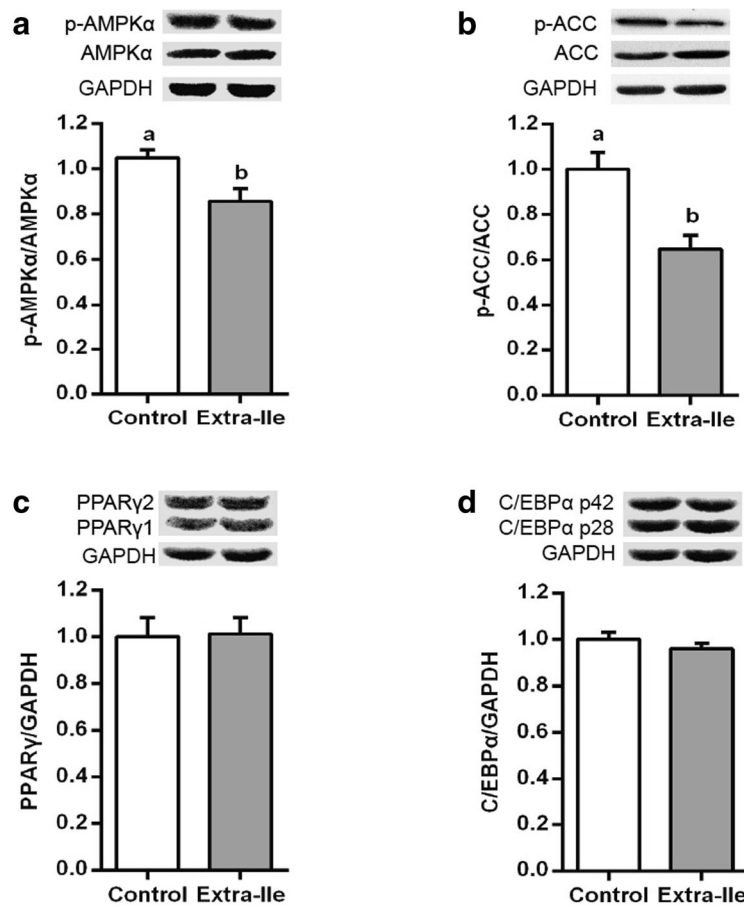 a
p-AMPKα
AMPKα
GAPDH
p-AMPKα/AMPKα
1.2
1.0
0.8
0.6
0.4
0.2
0.0
a
b
Control Extra-Ile
b
p-ACC
ACC
GAPDH
p-ACC/ACC
1.2
1.0
0.8
0.6
0.4
0.2
0.0
a
b
Control Extra-Ile
c
PPARγ2
PPARγ1
GAPDH
PPARγ/GAPDH
1.2
1.0
0.8
0.6
0.4
0.2
0.0
Control Extra-Ile
d
C/EBPα p42
C/EBPα p28
GAPDH
C/EBPα/GAPDH
1.2
1.0
0.8
0.6
0.4
0.2
0.0
Control Extra-Ile